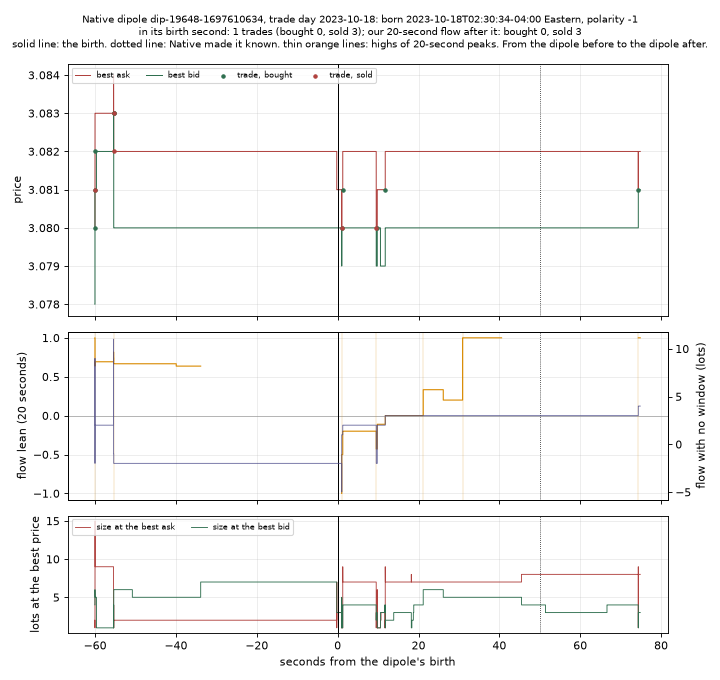 Native dipole dip-19648-1697610634, trade day 2023-10-18: born 2023-10-18T02:30:34-04:00 Eastern, polarity -1
in its birth second: 1 trades (bought 0, sold 3); our 20-second flow after it: bought 0, sold 3
solid line: the birth. dotted line: Native made it known. thin orange lines: highs of 20-second peaks. From the dipole before to the dipole after.
best ask
best bid
trade, bought
trade, sold
3.084
3.083
3.082
3.081
3.080
3.079
3.078
price
1.0
0.5
0.0
−0.5
−1.0
flow lean (20 seconds)
10
5
0
−5
flow with no window (lots)
size at the best ask
size at the best bid
15
10
5
lots at the best price
−60
−40
−20
0
20
40
60
80
seconds from the dipole's birth